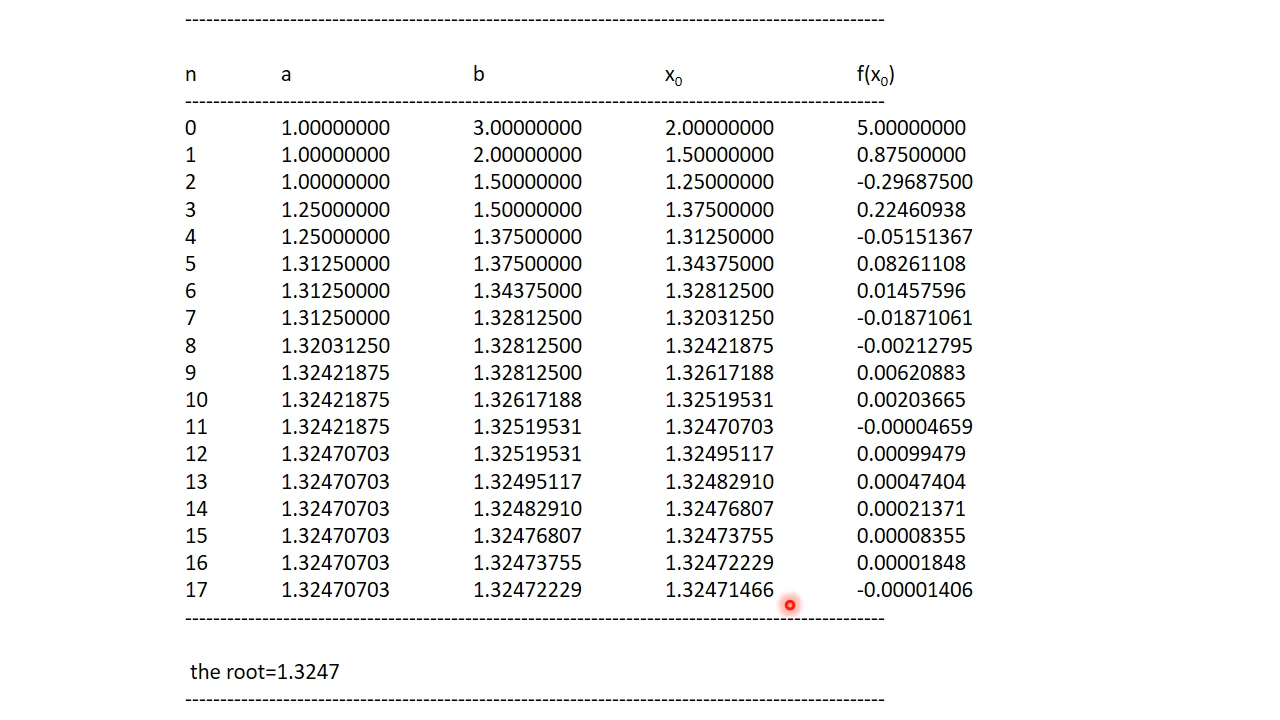 ------------------------------------------------------------------------------------------------------
n a b x₀ f(x₀)
------------------------------------------------------------------------------------------------------
0 1.00000000 3.00000000 2.00000000 5.00000000
1 1.00000000 2.00000000 1.50000000 0.87500000
2 1.00000000 1.50000000 1.25000000 -0.29687500
3 1.25000000 1.50000000 1.37500000 0.22460938
4 1.25000000 1.37500000 1.31250000 -0.05151367
5 1.31250000 1.37500000 1.34375000 0.08261108
6 1.31250000 1.34375000 1.32812500 0.01457596
7 1.31250000 1.32812500 1.32031250 -0.01871061
8 1.32031250 1.32812500 1.32421875 -0.00212795
9 1.32421875 1.32812500 1.32617188 0.00620883
10 1.32421875 1.32617188 1.32519531 0.00203665
11 1.32421875 1.32519531 1.32470703 -0.00004659
12 1.32470703 1.32519531 1.32495117 0.00099479
13 1.32470703 1.32495117 1.32482910 0.00047404
14 1.32470703 1.32482910 1.32476807 0.00021371
15 1.32470703 1.32476807 1.32473755 0.00008355
16 1.32470703 1.32473755 1.32472229 0.00001848
17 1.32470703 1.32472229 1.32471466 -0.00001406
------------------------------------------------------------------------------------------------------
the root=1.3247
------------------------------------------------------------------------------------------------------